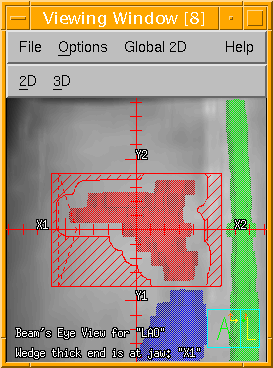 Viewing Window [8]
File Options Global 2D Help
2D 3D
Y2
X1 X2
Y1
A L
Beam's Eye View for "LAO"
Wedge thick end is at jaw: "X1"